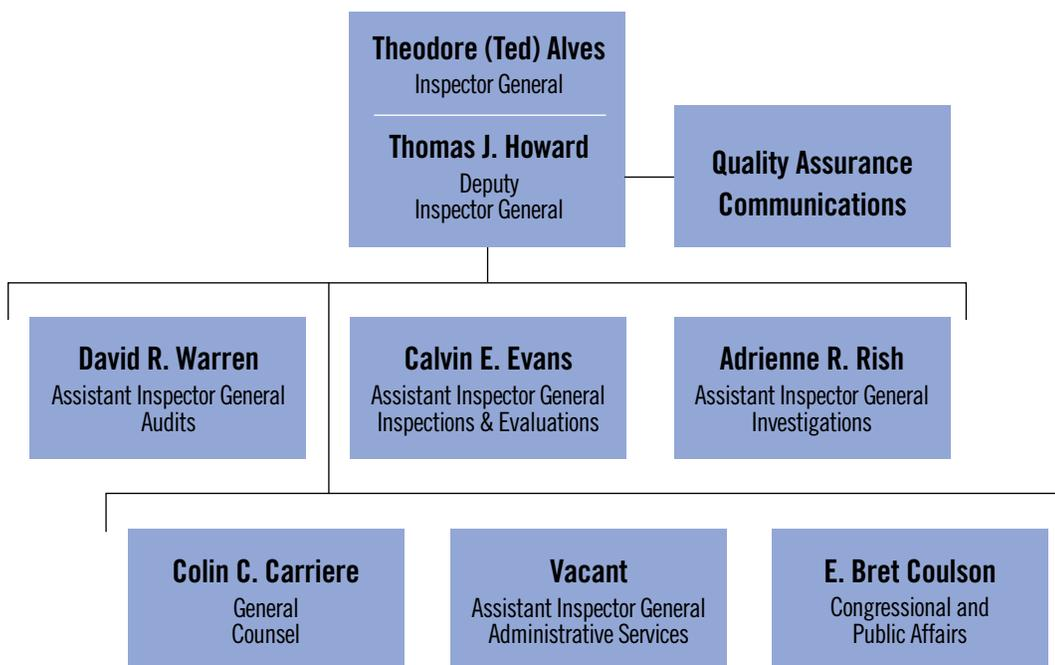 Theodore (Ted) Alves
Inspector General
Thomas J. Howard
Deputy
Inspector General
Quality Assurance
Communications
David R. Warren
Assistant Inspector General
Audits
Calvin E. Evans
Assistant Inspector General
Inspections & Evaluations
Adrienne R. Rish
Assistant Inspector General
Investigations
Colin C. Carriere
General
Counsel
Vacant
Assistant Inspector General
Administrative Services
E. Bret Coulson
Congressional and
Public Affairs